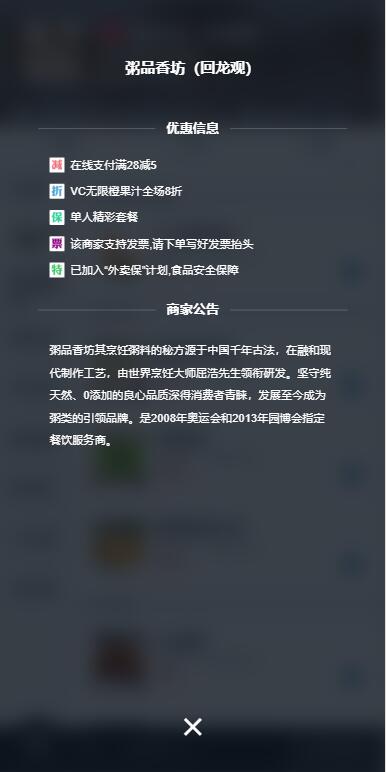 粥品香坊（回龙观）
优惠信息
减 在线支付满28减5
折 VC无限橙果汁全场8折
保 单人精彩套餐
票 该商家支持发票,请下单写好发票抬头
特 已加入“外卖保”计划,食品安全保障
商家公告
粥品香坊其烹饪粥料的秘方源于中国千年古法，在融和现
代制作工艺，由世界烹饪大师屈浩先生领衔研发。坚守纯
天然、0添加的良心品质深得消费者青睐，发展至今成为
粥类的引领品牌。是2008年奥运会和2013年园博会指定
餐饮服务商。